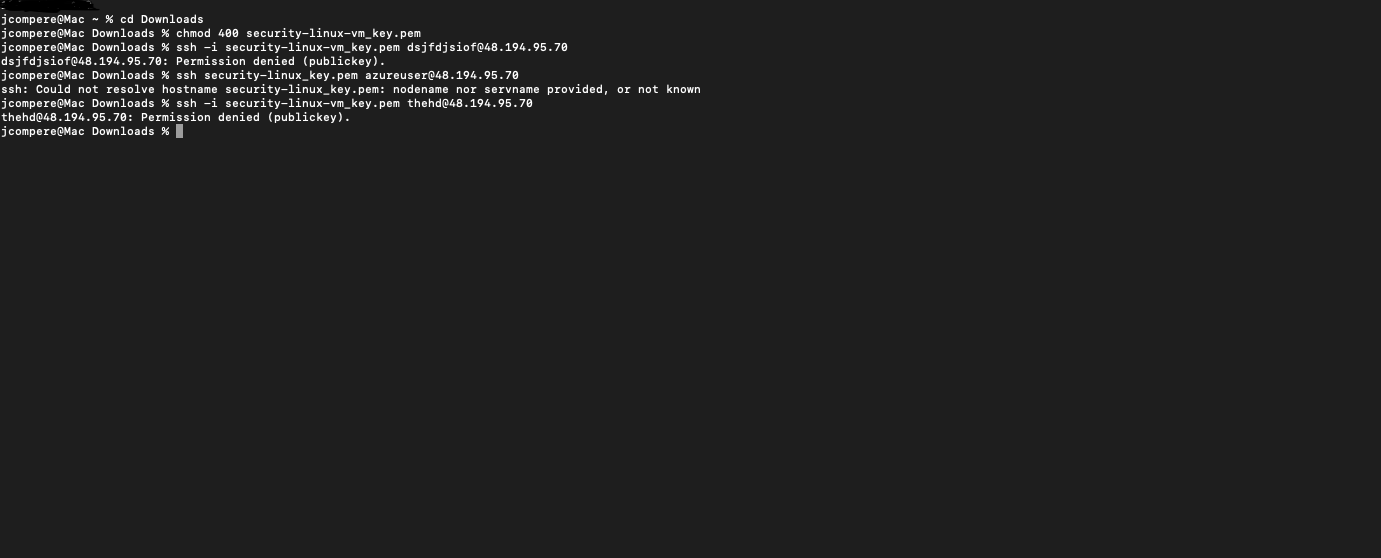 jcompere@Mac ~ % cd Downloads
jcompere@Mac Downloads % chmod 400 security-linux-vm_key.pem
jcompere@Mac Downloads % ssh -i security-linux-vm_key.pem dsjfdjsiof@48.194.95.70
dsjfdjsiof@48.194.95.70: Permission denied (publickey).
jcompere@Mac Downloads % ssh security-linux_key.pem azureuser@48.194.95.70
ssh: Could not resolve hostname security-linux_key.pem: nodename nor servname provided, or not known
jcompere@Mac Downloads % ssh -i security-linux-vm_key.pem thehd@48.194.95.70
thehd@48.194.95.70: Permission denied (publickey).
jcompere@Mac Downloads %